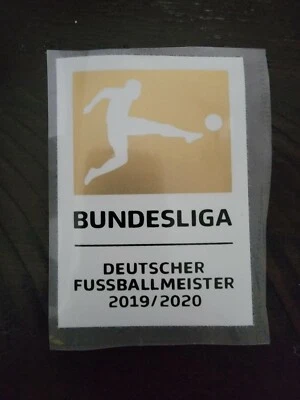 BUNDESLIGA
DEUTSCHER
FUSSBALLMEISTER
2019/2020